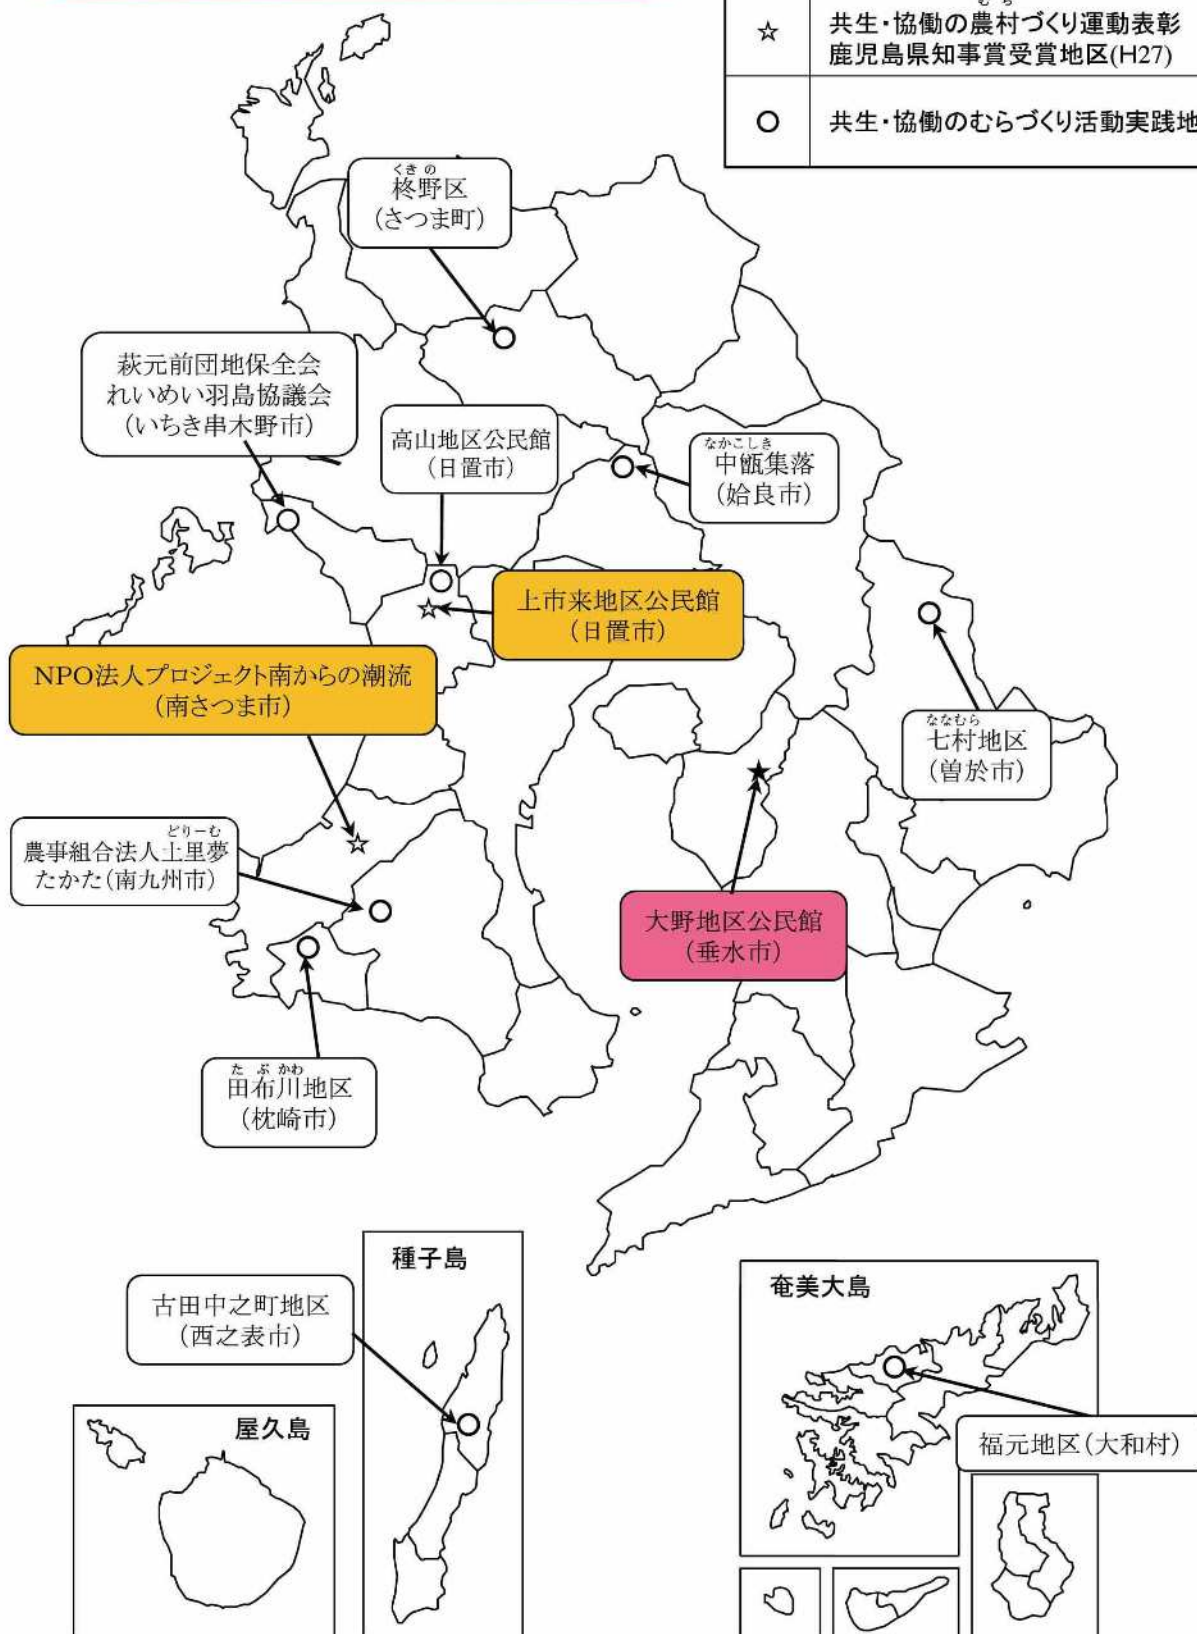 ☆
共生・協働の農村づくり運動表彰
むら
鹿児島県知事賞受賞地区(H27)
○
共生・協働のむらづくり活動実践地
くきの
柊野区
(さつま町)
萩元前団地保全会
れいめい羽島協議会
(いちき串木野市)
高山地区公民館
(日置市)
なかこしき
中甑集落
(姶良市)
上市来地区公民館
(日置市)
NPO法人プロジェクト南からの潮流
(南さつま市)
ななむら
七村地区
(曽於市)
どりーむ
農事組合法人土里夢
たかた(南九州市)
大野地区公民館
(垂水市)
たぶかわ
田布川地区
(枕崎市)
種子島
古田中之町地区
(西之表市)
奄美大島
屋久島
福元地区(大和村)